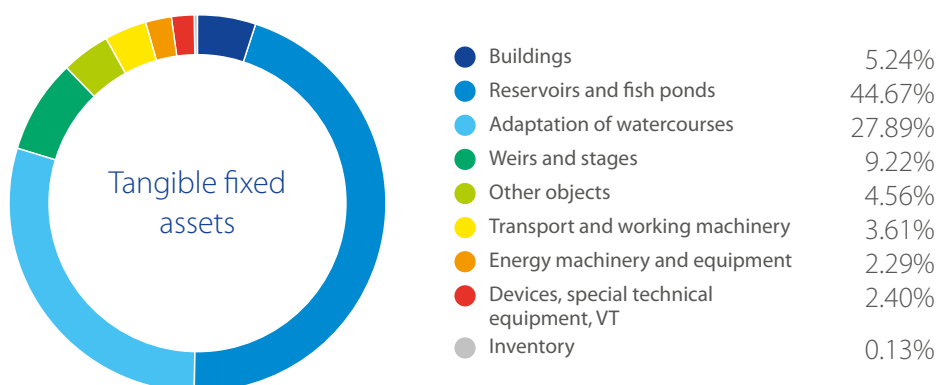 Tangible fixed
assets
Buildings 5.24%
Reservoirs and fish ponds 44.67%
Adaptation of watercourses 27.89%
Weirs and stages 9.22%
Other objects 4.56%
Transport and working machinery 3.61%
Energy machinery and equipment 2.29%
Devices, special technical 2.40%
equipment, VT
Inventory 0.13%